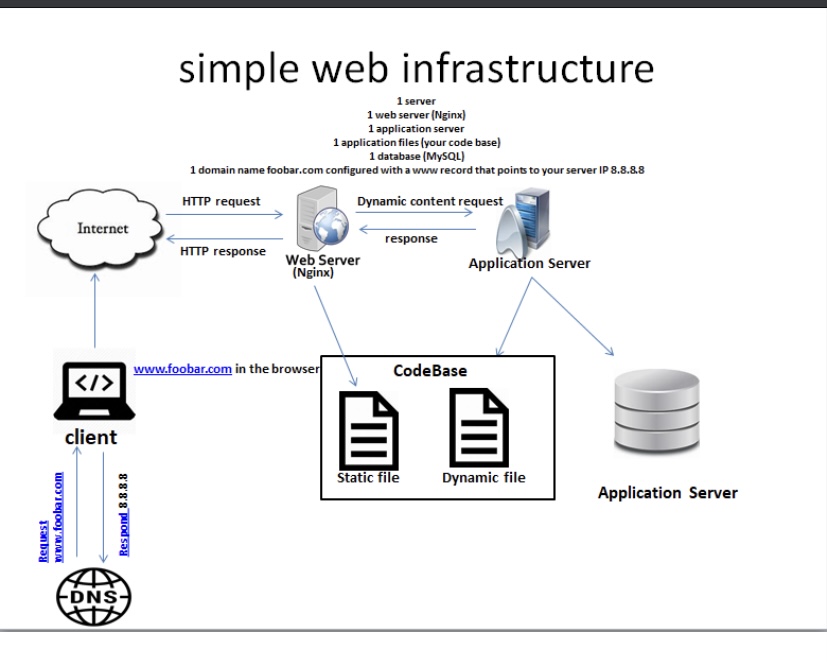 simple web infrastructure
1 server
1 web server (Nginx)
1 application server
1 application files (your code base)
1 database (MySQL)
1 domain name foobar.com configured with a www record that points to your server IP 8.8.8.8
Internet
HTTP request
HTTP response
Web Server
(Nginx)
Dynamic content request
response
Application Server
</>
www.foobar.com in the browser
client
CodeBase
Static file
Dynamic file
Application Server
Request
www.foobar.com
Respond 8.8.8.8
DNS